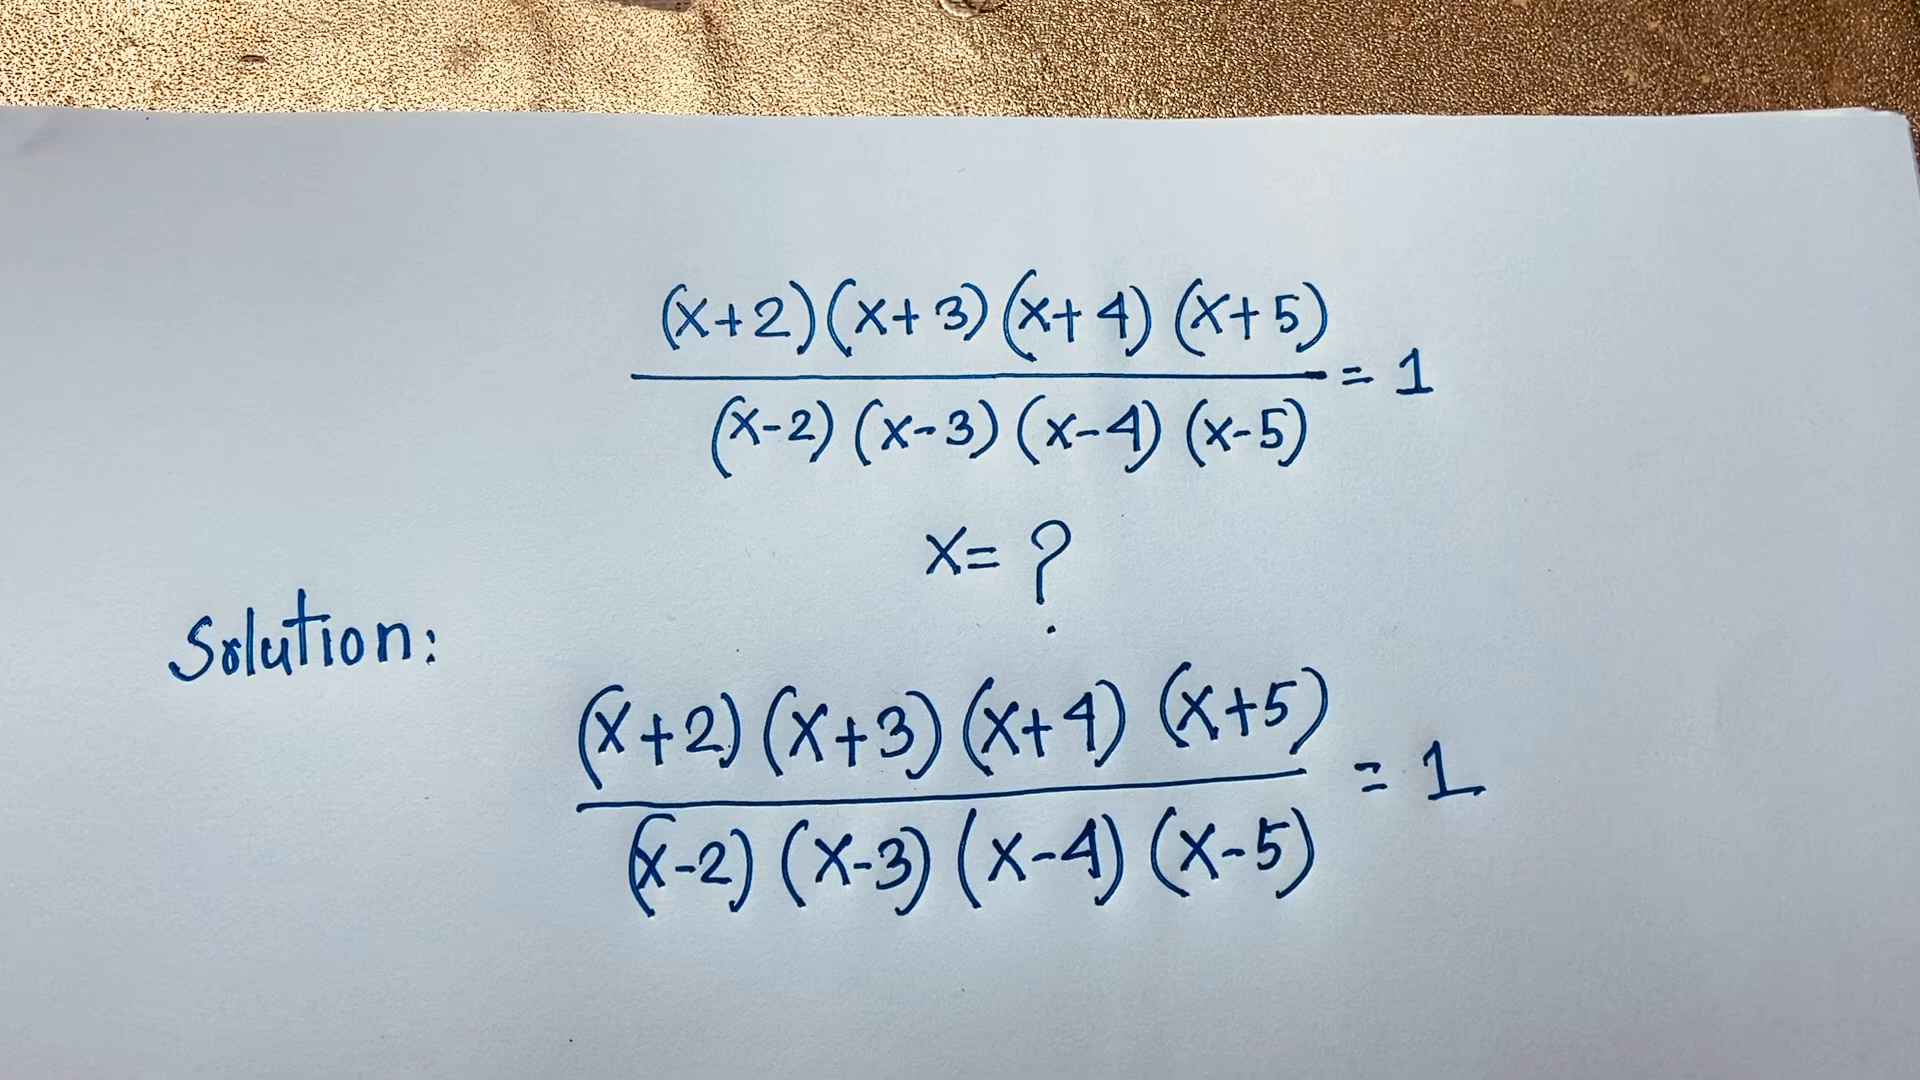 (x+2)(x+3)(x+4)(x+5)
= 1
(x-2)(x-3)(x-4)(x-5)
x= ?
Solution:
(x+2)(x+3)(x+4)(x+5)
= 1
(x-2)(x-3)(x-4)(x-5)